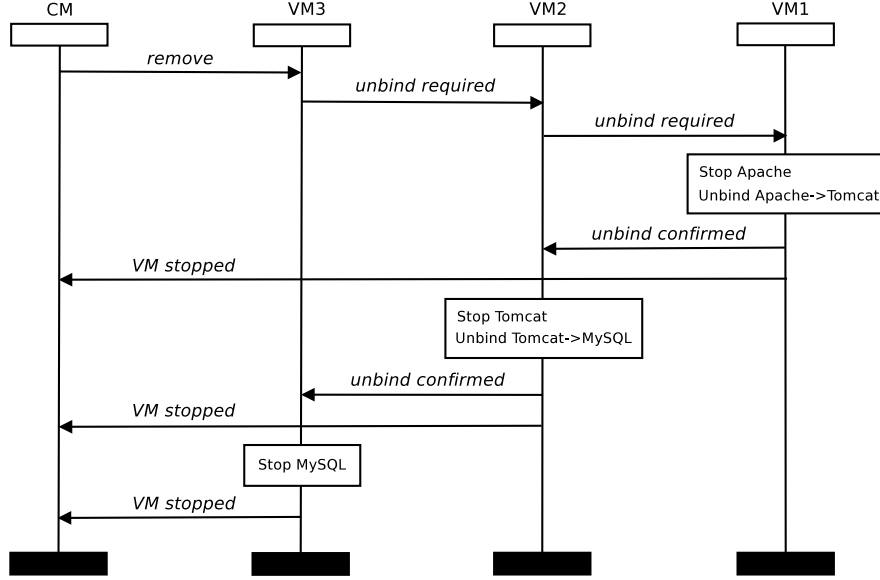 CM
VM3
VM2
VM1
remove
unbind required
unbind required
Stop Apache
Unbind Apache->Tomcat
unbind confirmed
VM stopped
Stop Tomcat
Unbind Tomcat->MySQL
unbind confirmed
VM stopped
Stop MySQL
VM stopped